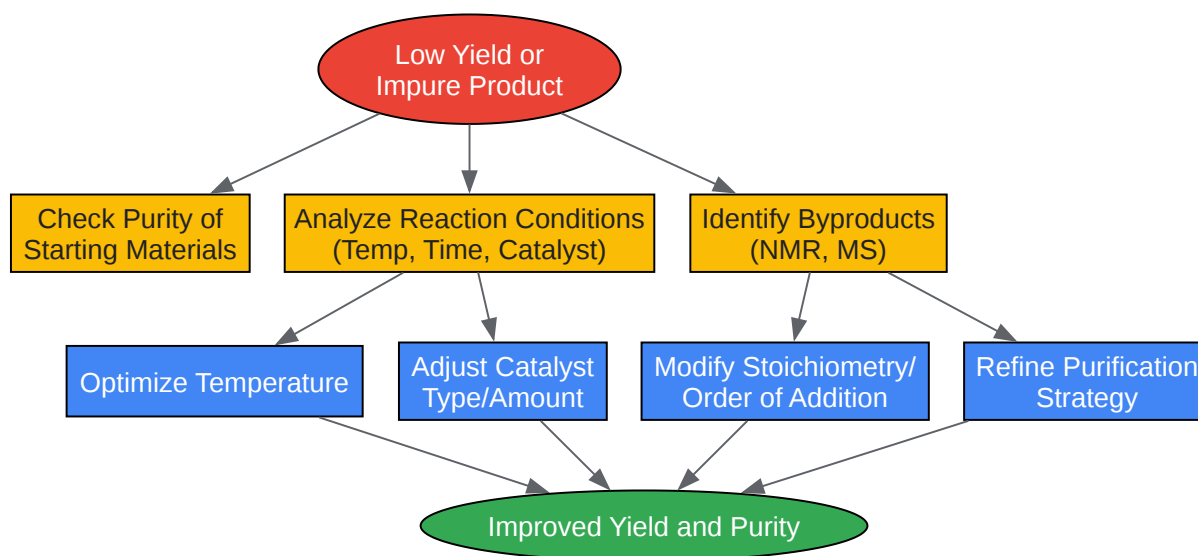 Low Yield or
Impure Product
Check Purity of
Starting Materials
Analyze Reaction Conditions
(Temp, Time, Catalyst)
Identify Byproducts
(NMR, MS)
Optimize Temperature
Adjust Catalyst
Type/Amount
Modify Stoichiometry/
Order of Addition
Refine Purification
Strategy
Improved Yield and Purity